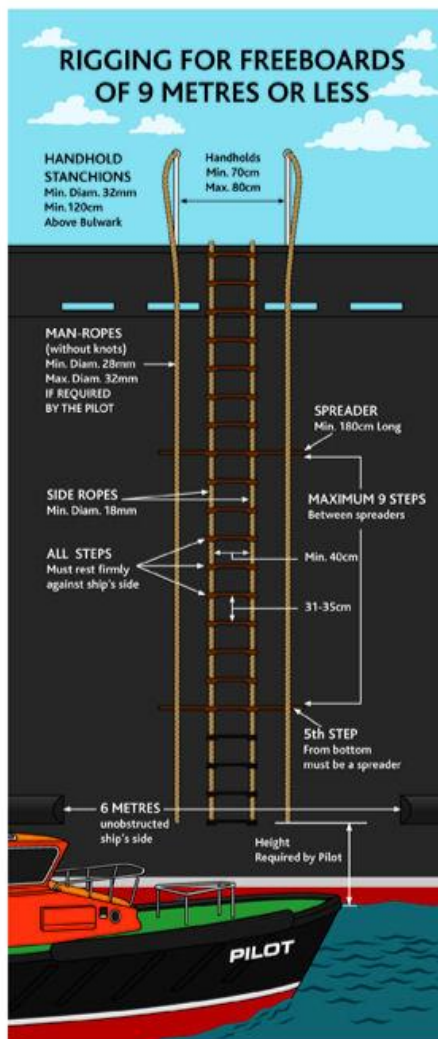 RIGGING FOR FREEBOARDS
OF 9 METRES OR LESS
HANDHOLD
STANCHIONS
Min. Diam. 32mm
Min. 120cm
Above Bulwark
Handholds
Min. 70cm
Max. 80cm
MAN-ROPES
(without knots)
Min. Diam. 28mm
Max. Diam. 32mm
IF REQUIRED
BY THE PILOT
SPREADER
Min. 180cm Long
SIDE ROPES
Min. Diam. 18mm
MAXIMUM 9 STEPS
Between spreaders
ALL STEPS
Must rest firmly
against ship's side
Min. 40cm
31-35cm
5th STEP
From bottom
must be a spreader
6 METRES
unobstructed
ship's side
Height
Required by Pilot
PILOT